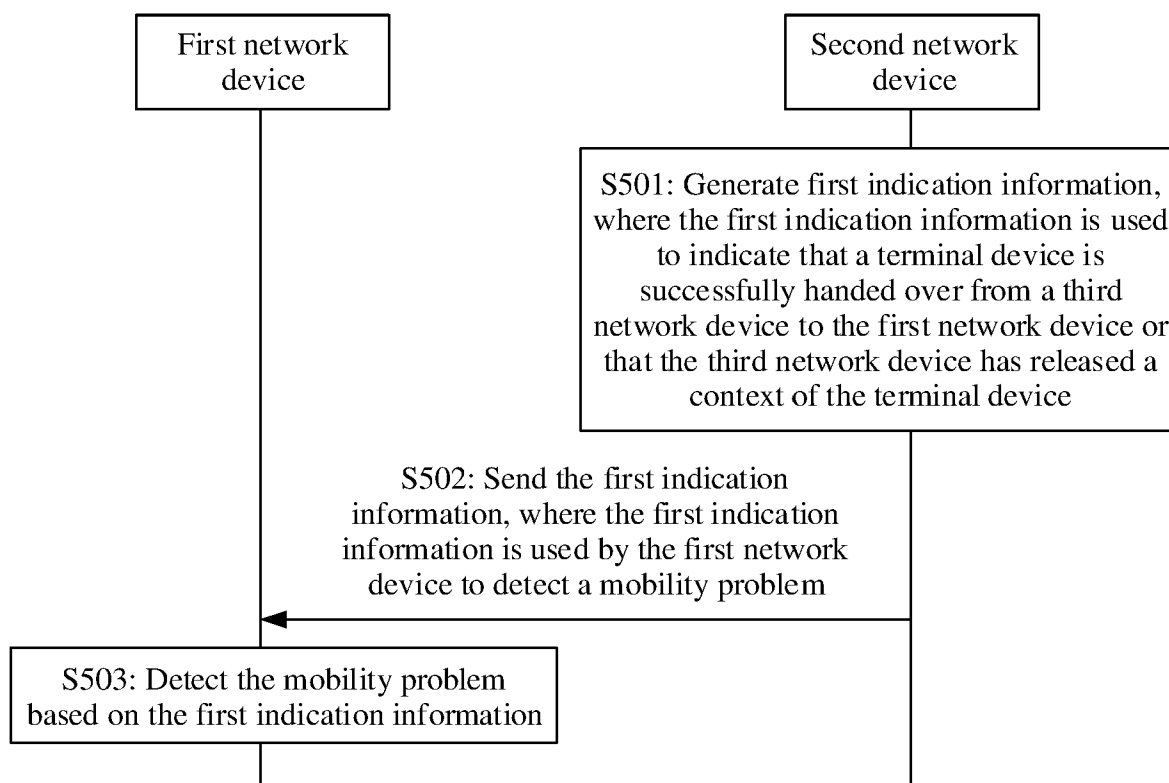 First network
device
Second network
device
S501: Generate first indication information,
where the first indication information is used
to indicate that a terminal device is
successfully handed over from a third
network device to the first network device or
that the third network device has released a
context of the terminal device
S502: Send the first indication
information, where the first indication
information is used by the first network
device to detect a mobility problem
S503: Detect the mobility problem
based on the first indication information